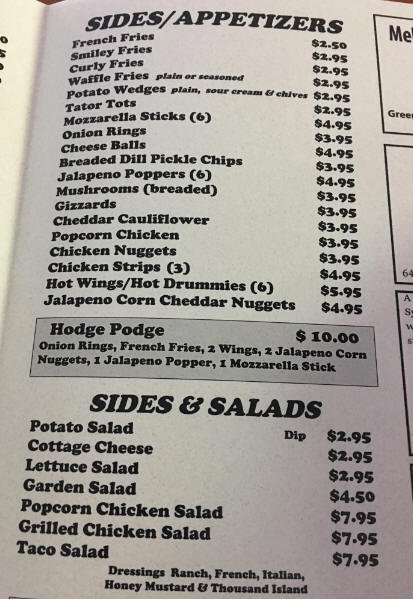 SIDES/APPETIZERS
French Fries $2.50
Smiley Fries $2.95
Curly Fries $2.95
Waffle Fries plain or seasoned $2.95
Potato Wedges plain, sour cream & chives $2.95
Tator Tots $2.95
Mozzarella Sticks (6) $4.95
Onion Rings $3.95
Cheese Balls $4.95
Breaded Dill Pickle Chips $3.95
Jalapeno Poppers (6) $4.95
Mushrooms (breaded) $3.95
Gizzards $3.95
Cheddar Cauliflower $3.95
Popcorn Chicken $3.95
Chicken Nuggets $3.95
Chicken Strips (3) $4.95
Hot Wings/Hot Drummies (6) $5.95
Jalapeno Corn Cheddar Nuggets $4.95
Hodge Podge $ 10.00
Onion Rings, French Fries, 2 Wings, 2 Jalapeno Corn
Nuggets, 1 Jalapeno Popper, 1 Mozzarella Stick
SIDES & SALADS
Potato Salad Dip $2.95
Cottage Cheese $2.95
Lettuce Salad $2.95
Garden Salad $4.50
Popcorn Chicken Salad $7.95
Grilled Chicken Salad $7.95
Taco Salad $7.95
Dressings Ranch, French, Italian,
Honey Mustard & Thousand Island